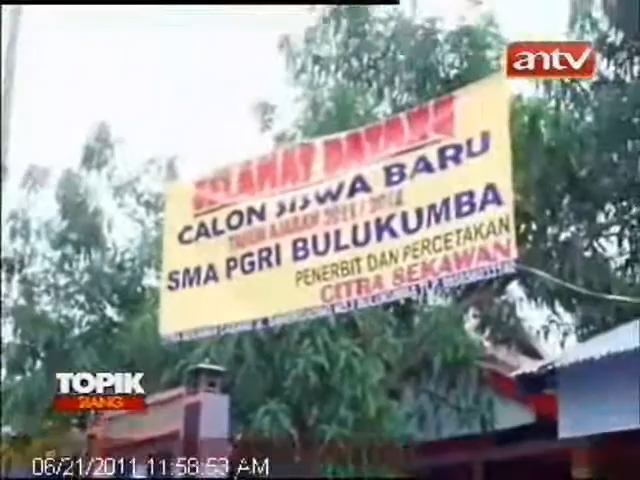 antv
SELAMAT DATANG
CALON SISWA BARU
TAHUN AJARAN 2011 /
SMA PGRI BULUKUMBA
PENERBIT DAN PERCETAKAN
CITRA SEKAWAN
TOPIK
SIANG
06/21/2011 11:58:53 AM